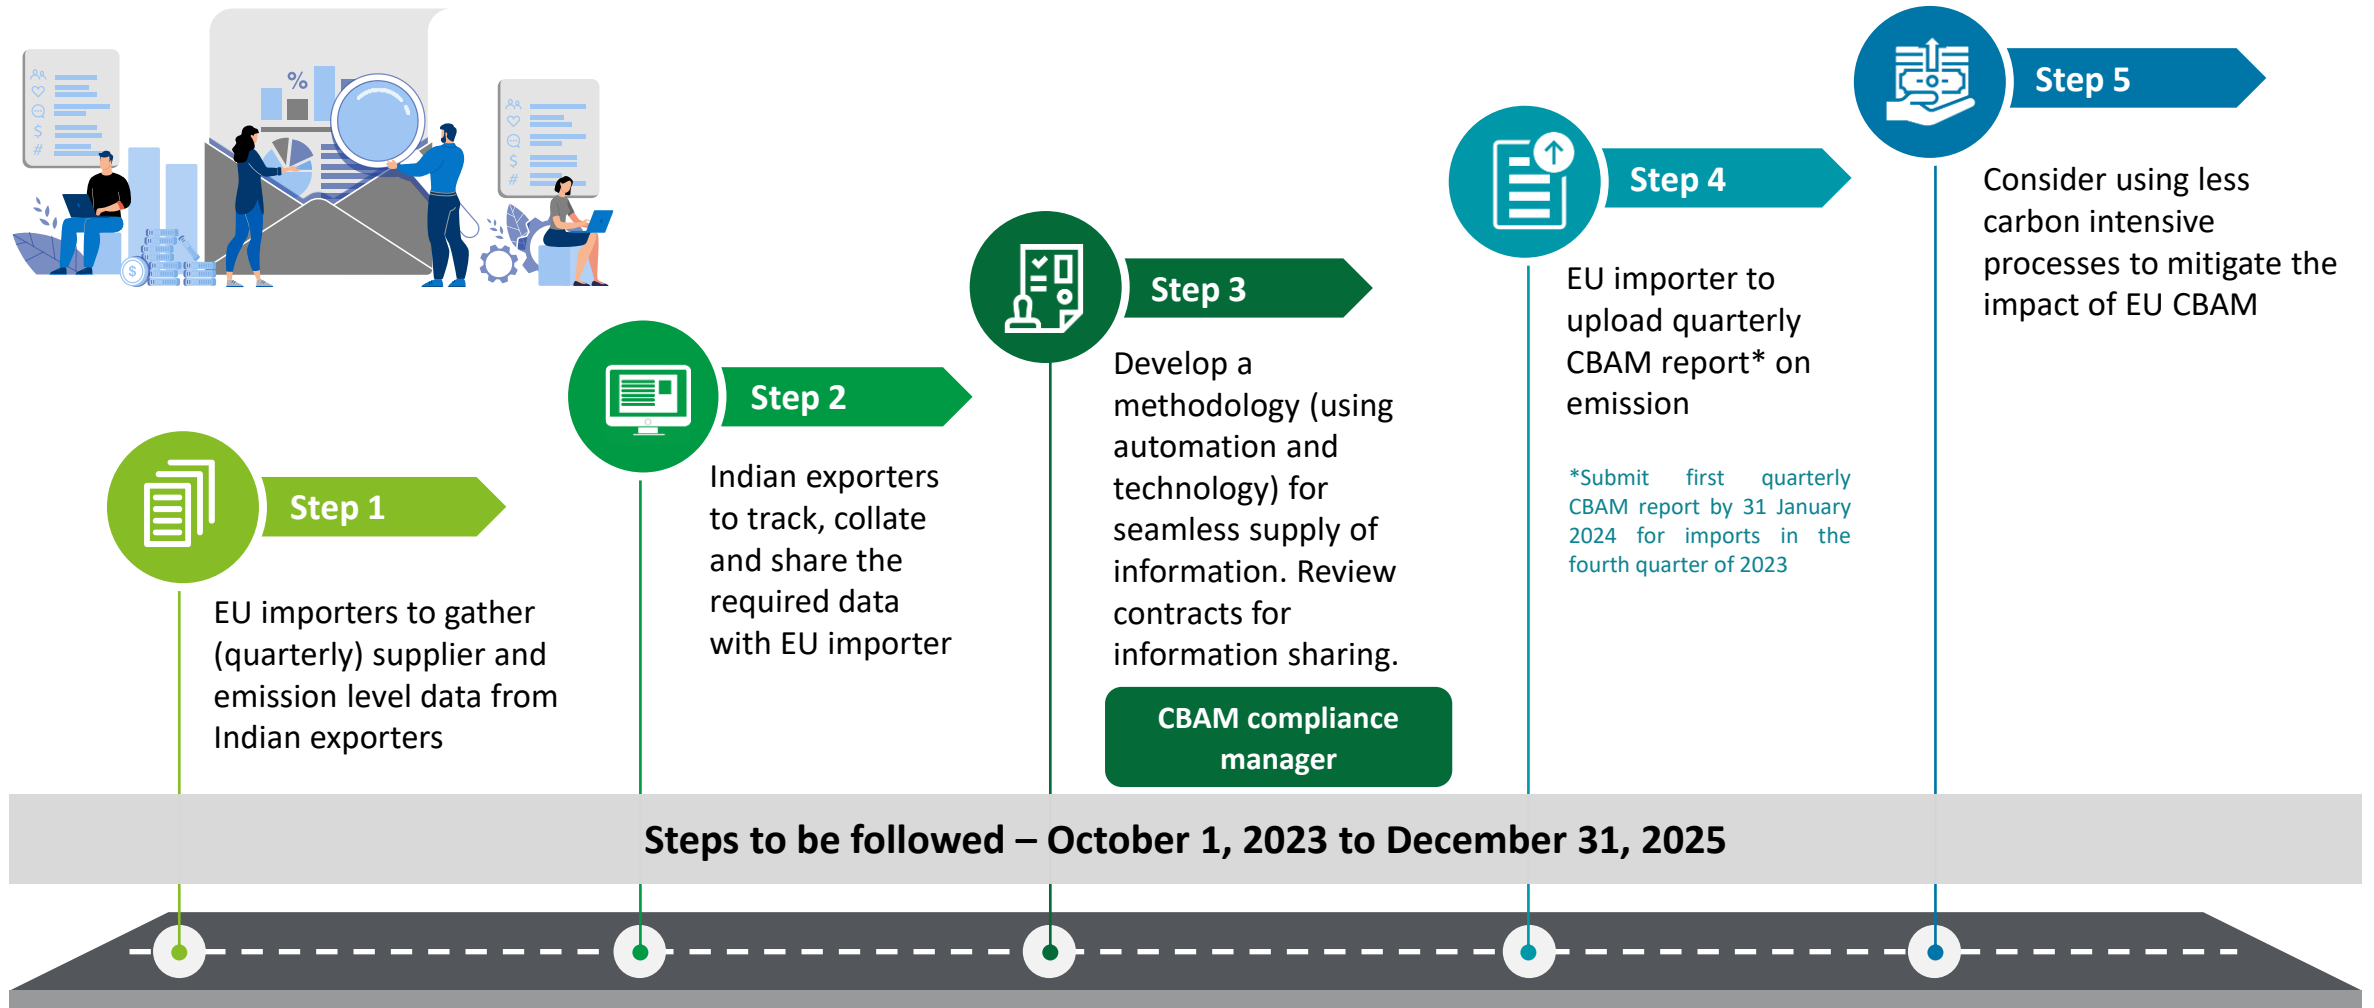 Step 1
EU importers to gather
(quarterly) supplier and
emission level data from
Indian exporters
Step 2
Indian exporters
to track, collate
and share the
required data
with EU importer
Step 3
Develop a
methodology (using
automation and
technology) for
seamless supply of
information. Review
contracts for
information sharing.
CBAM compliance
manager
Step 4
EU importer to
upload quarterly
CBAM report* on
emission
*Submit first quarterly
CBAM report by 31 January
2024 for imports in the
fourth quarter of 2023
Step 5
Consider using less
carbon intensive
processes to mitigate the
impact of EU CBAM
Steps to be followed – October 1, 2023 to December 31, 2025
%
$
#
$
#
$